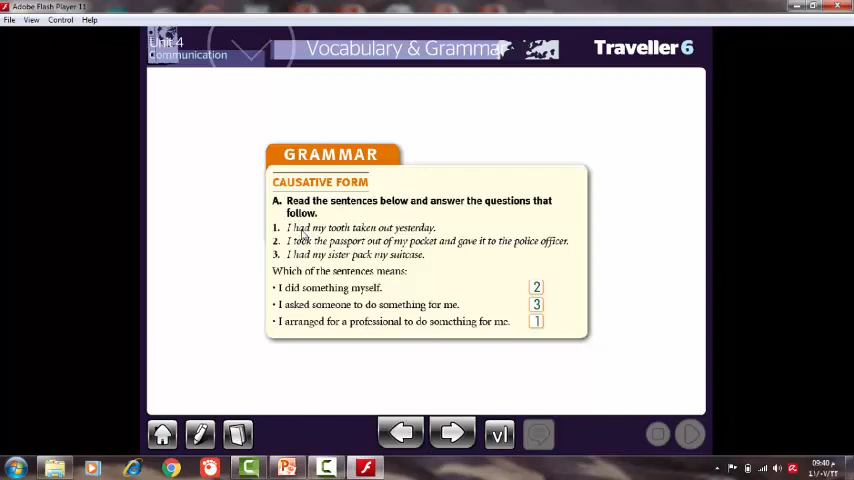 Adobe Flash Player 11
File View Control Help
Unit 4
Communication
Vocabulary & Grammar
Traveller 6
GRAMMAR
CAUSATIVE FORM
A. Read the sentences below and answer the questions that
follow.
1. I had my tooth taken out yesterday.
2. I took the passport out of my pocket and gave it to the police officer.
3. I had my sister pack my suitcase.
Which of the sentences means:
• I did something myself. 2
• I asked someone to do something for me. 3
• I arranged for a professional to do something for me. 1